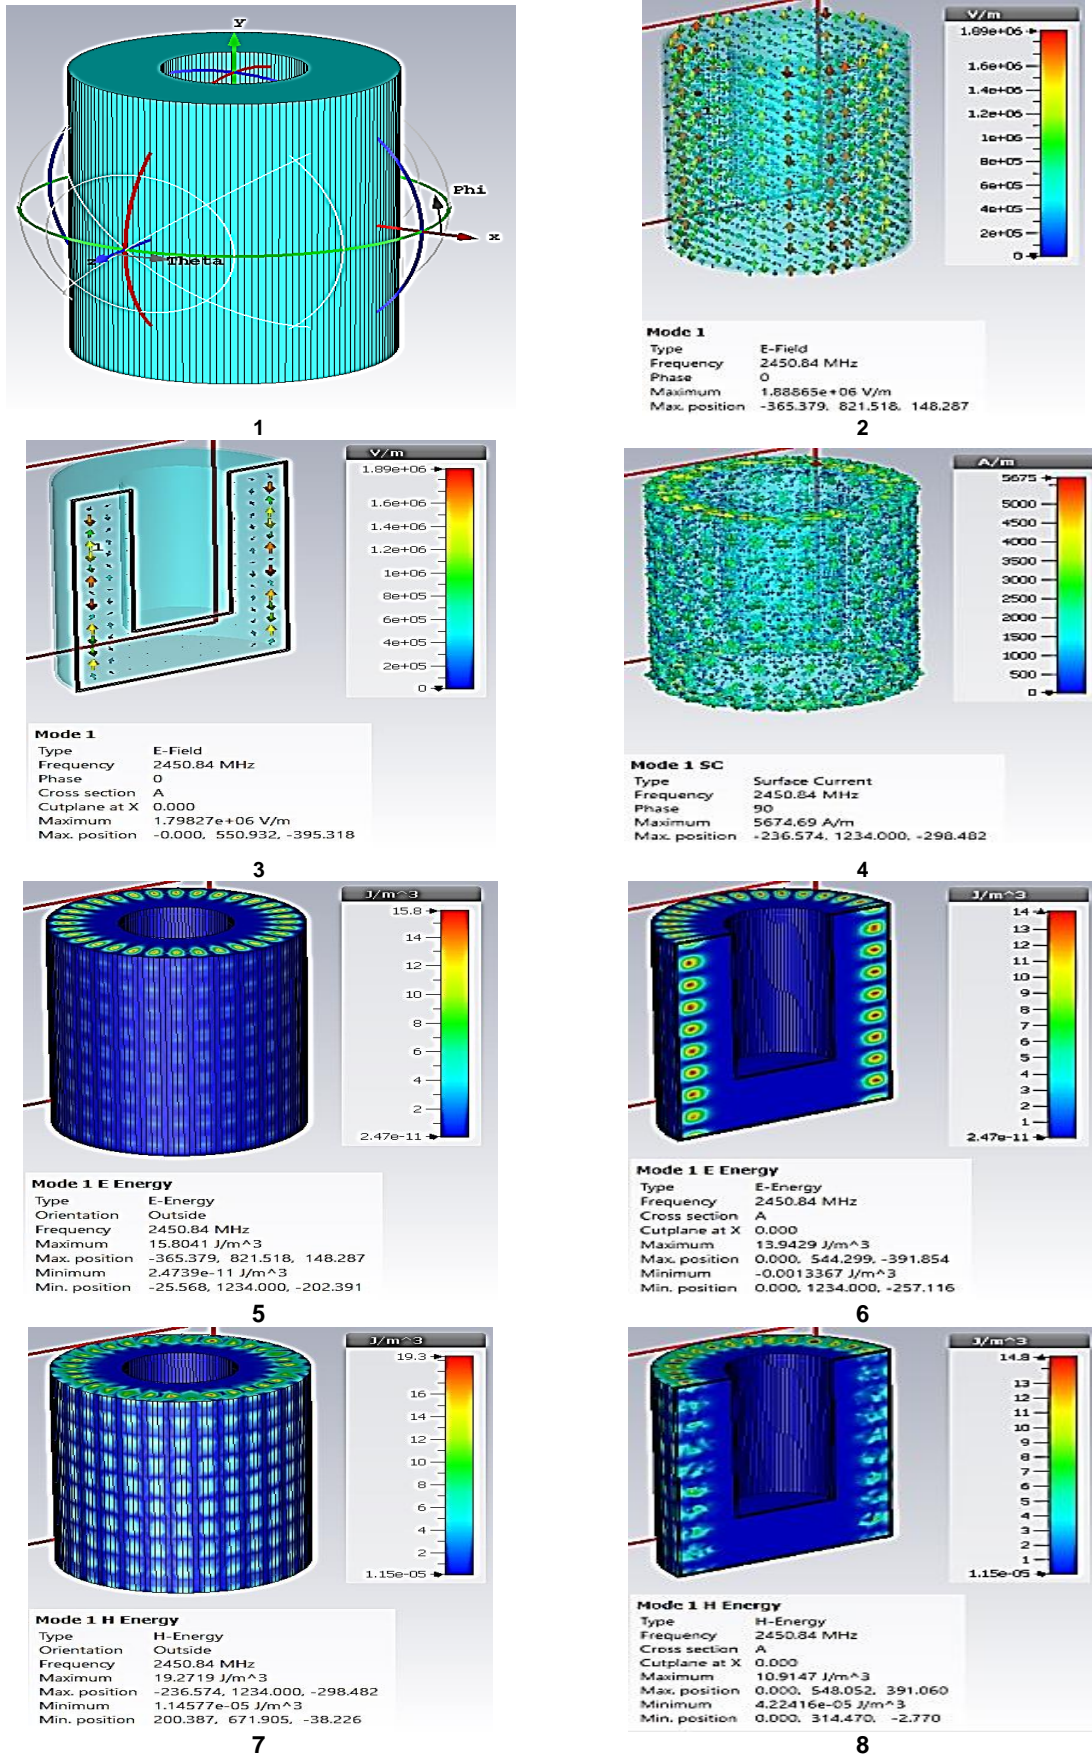 Y
Phi
x
z
Theta
1
V/m
1.89e+06
1.6e+06
1.4e+06
1.2e+06
1e+06
8e+05
6e+05
4e+05
2e+05
0
Mode 1
Type E-Field
Frequency 2450.84 MHz
Phase 0
Maximum 1.88865e+06 V/m
Max. position -365.379, 821.518, 148.287
2
V/m
1.89e+06
1.6e+06
1.4e+06
1.2e+06
1e+06
8e+05
6e+05
4e+05
2e+05
0
Mode 1
Type E-Field
Frequency 2450.84 MHz
Phase 0
Cross section A
Cutplane at X 0.000
Maximum 1.79827e+06 V/m
Max. position -0.000, 550.932, -395.318
3
A/m
5675
5000
4500
4000
3500
3000
2500
2000
1500
1000
500
0
Mode 1 SC
Type Surface Current
Frequency 2450.84 MHz
Phase 90
Maximum 5674.69 A/m
Max. position -236.574, 1234.000, -298.482
4
J/m^3
15.8
14
12
10
8
6
4
2
2.47e-11
Mode 1 E Energy
Type E-Energy
Orientation Outside
Frequency 2450.84 MHz
Maximum 15.8041 J/m^3
Max. position -365.379, 821.518, 148.287
Minimum 2.4739e-11 J/m^3
Min. position -25.568, 1234.000, -202.391
5
J/m^3
14
13
12
11
10
9
8
7
6
5
4
3
2
1
2.47e-11
Mode 1 E Energy
Type E-Energy
Frequency 2450.84 MHz
Cross section A
Cutplane at X 0.000
Maximum 13.9429 J/m^3
Max. position 0.000, 544.299, -391.854
Minimum -0.0013367 J/m^3
Min. position 0.000, 1234.000, -257.116
6
J/m^3
19.3
16
14
12
10
8
6
4
2
1.15e-05
Mode 1 H Energy
Type H-Energy
Orientation Outside
Frequency 2450.84 MHz
Maximum 19.2719 J/m^3
Max. position -236.574, 1234.000, -298.482
Minimum 1.14577e-05 J/m^3
Min. position 200.387, 671.905, -38.226
7
J/m^3
14.8
13
12
11
10
9
8
7
6
5
4
3
2
1
1.15e-05
Mode 1 H Energy
Type H-Energy
Frequency 2450.84 MHz
Cross section A
Cutplane at X 0.000
Maximum 10.9147 J/m^3
Max. position 0.000, 548.052, 391.060
Minimum 4.22416e-05 J/m^3
Min. position 0.000, 314.470, -2.770
8